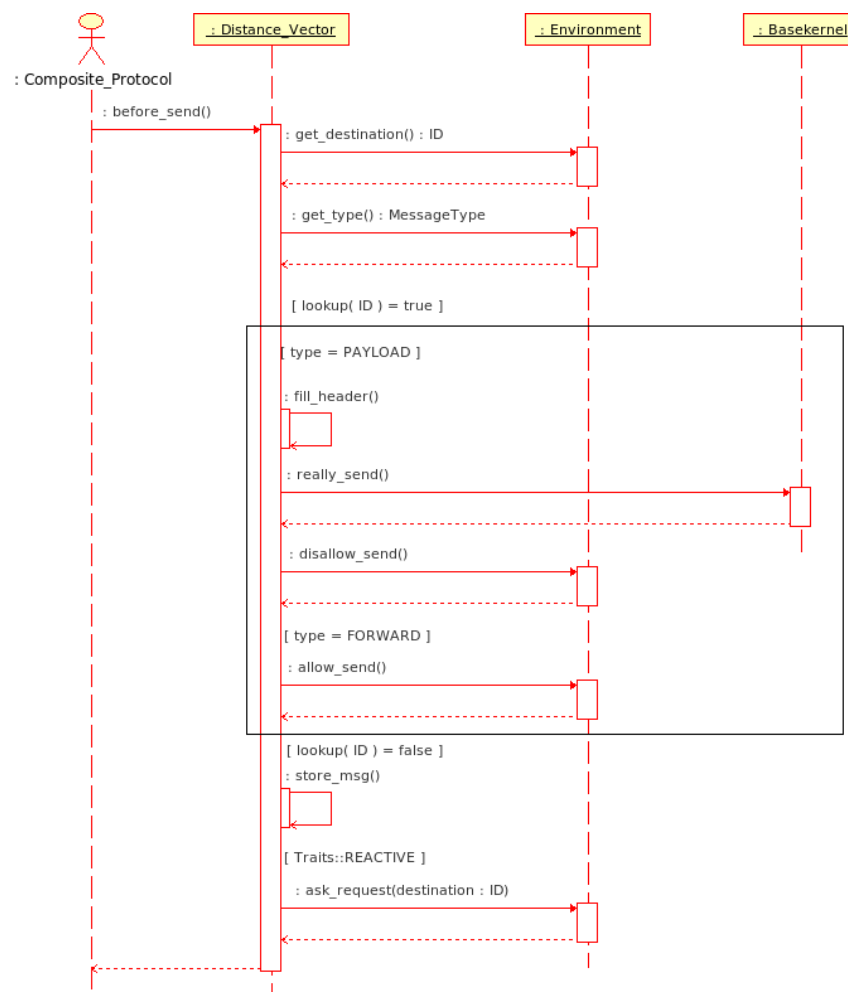 : Distance_Vector
: Environment
: Basekernel
: Composite_Protocol
: before_send()
: get_destination() : ID
: get_type() : MessageType
[ lookup( ID ) = true ]
[ type = PAYLOAD ]
: fill_header()
: really_send()
: disallow_send()
[ type = FORWARD ]
: allow_send()
[ lookup( ID ) = false ]
: store_msg()
[ Traits::REACTIVE ]
: ask_request(destination : ID)